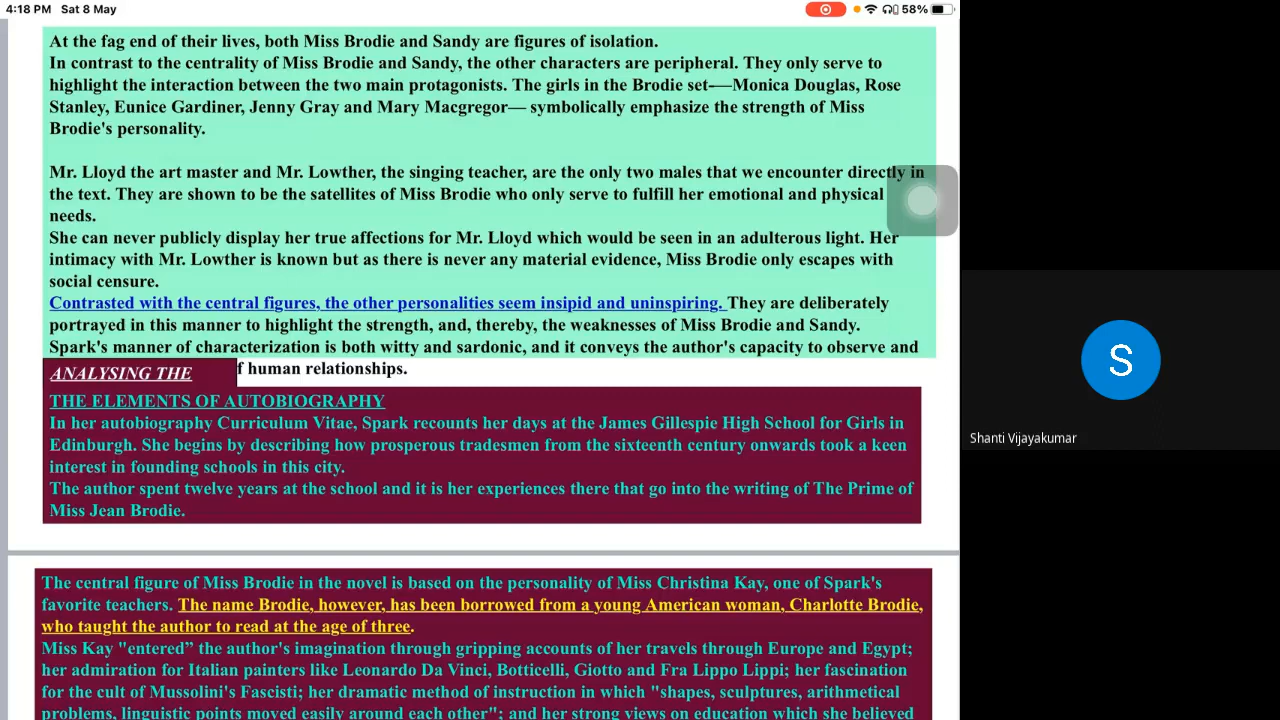 4:18 PM Sat 8 May
58%
At the fag end of their lives, both Miss Brodie and Sandy are figures of isolation.
In contrast to the centrality of Miss Brodie and Sandy, the other characters are peripheral. They only serve to
highlight the interaction between the two main protagonists. The girls in the Brodie set-—Monica Douglas, Rose
Stanley, Eunice Gardiner, Jenny Gray and Mary Macgregor— symbolically emphasize the strength of Miss
Brodie's personality.
Mr. Lloyd the art master and Mr. Lowther, the singing teacher, are the only two males that we encounter directly in
the text. They are shown to be the satellites of Miss Brodie who only serve to fulfill her emotional and physical
needs.
She can never publicly display her true affections for Mr. Lloyd which would be seen in an adulterous light. Her
intimacy with Mr. Lowther is known but as there is never any material evidence, Miss Brodie only escapes with
social censure.
Contrasted with the central figures, the other personalities seem insipid and uninspiring. They are deliberately
portrayed in this manner to highlight the strength, and, thereby, the weaknesses of Miss Brodie and Sandy.
Spark's manner of characterization is both witty and sardonic, and it conveys the author's capacity to observe and
f human relationships.
ANALYSING THE
THE ELEMENTS OF AUTOBIOGRAPHY
In her autobiography Curriculum Vitae, Spark recounts her days at the James Gillespie High School for Girls in
Edinburgh. She begins by describing how prosperous tradesmen from the sixteenth century onwards took a keen
interest in founding schools in this city.
The author spent twelve years at the school and it is her experiences there that go into the writing of The Prime of
Miss Jean Brodie.
The central figure of Miss Brodie in the novel is based on the personality of Miss Christina Kay, one of Spark's
favorite teachers. The name Brodie, however, has been borrowed from a young American woman, Charlotte Brodie,
who taught the author to read at the age of three.
Miss Kay "entered” the author's imagination through gripping accounts of her travels through Europe and Egypt;
her admiration for Italian painters like Leonardo Da Vinci, Botticelli, Giotto and Fra Lippo Lippi; her fascination
for the cult of Mussolini's Fascisti; her dramatic method of instruction in which "shapes, sculptures, arithmetical
problems, linguistic points moved easily around each other"; and her strong views on education which she believed
S
Shanti Vijayakumar